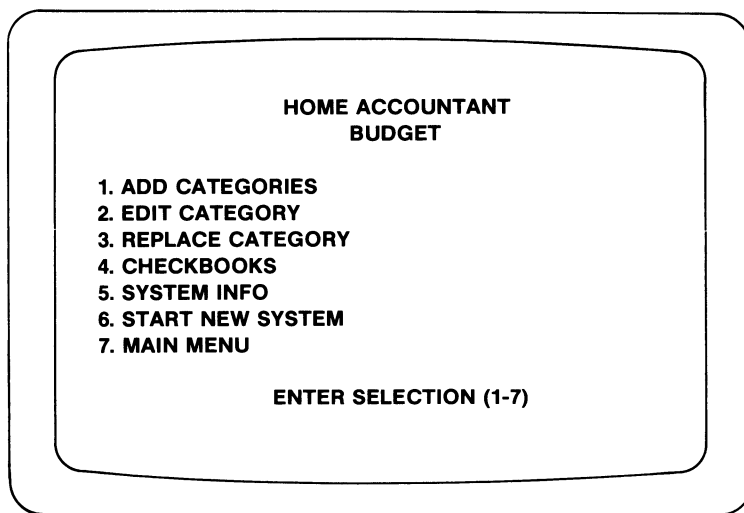 HOME ACCOUNTANT
BUDGET
1. ADD CATEGORIES
2. EDIT CATEGORY
3. REPLACE CATEGORY
4. CHECKBOOKS
5. SYSTEM INFO
6. START NEW SYSTEM
7. MAIN MENU
ENTER SELECTION (1-7)